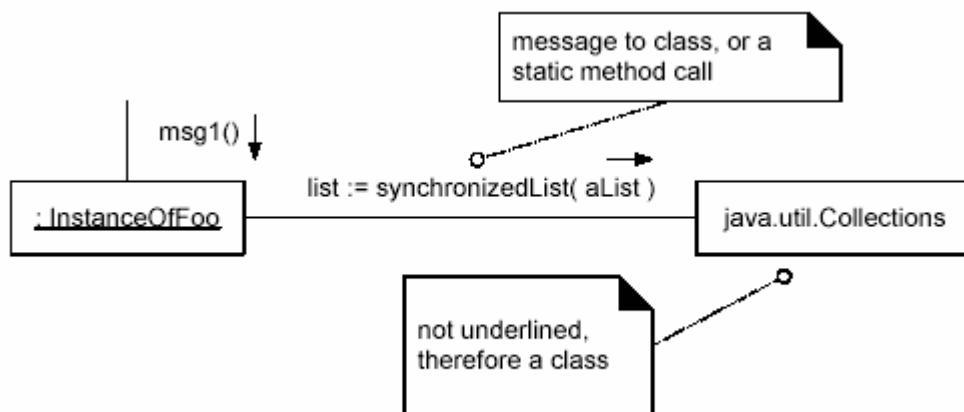 message to class, or a
static method call
msg1()
list := synchronizedList( aList )
: InstanceOfFoo
java.util.Collections
not underlined,
therefore a class